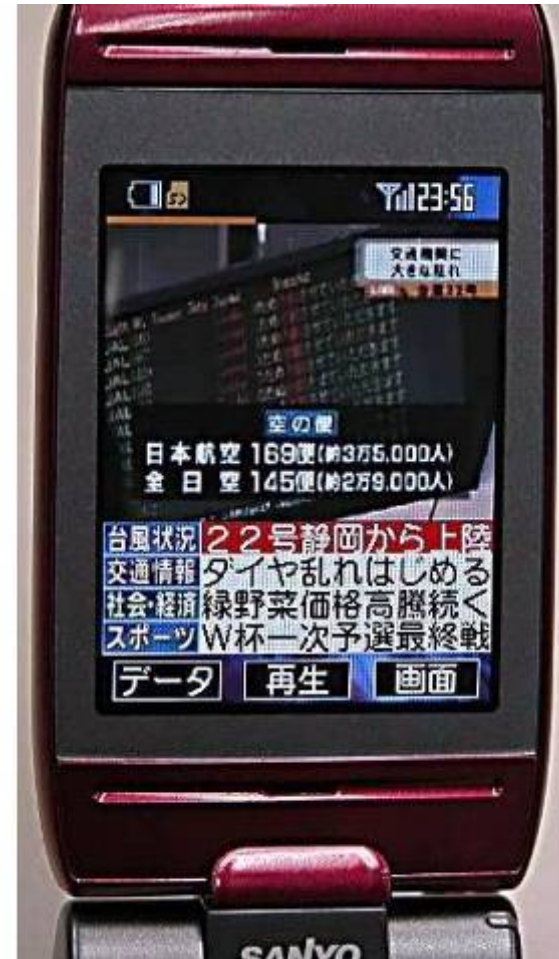 23:56
交通機関に
大きな乱れ
台風22号
空の便
日本航空 169便(約3万5,000人)
全日空 145便(約2万9,000人)
台風状況 22号静岡から上陸
交通情報 ダイヤ乱れはじめる
社会・経済 緑野菜価格高騰続く
スポーツ W杯一次予選最終戦
データ 再生 画面
SANYO